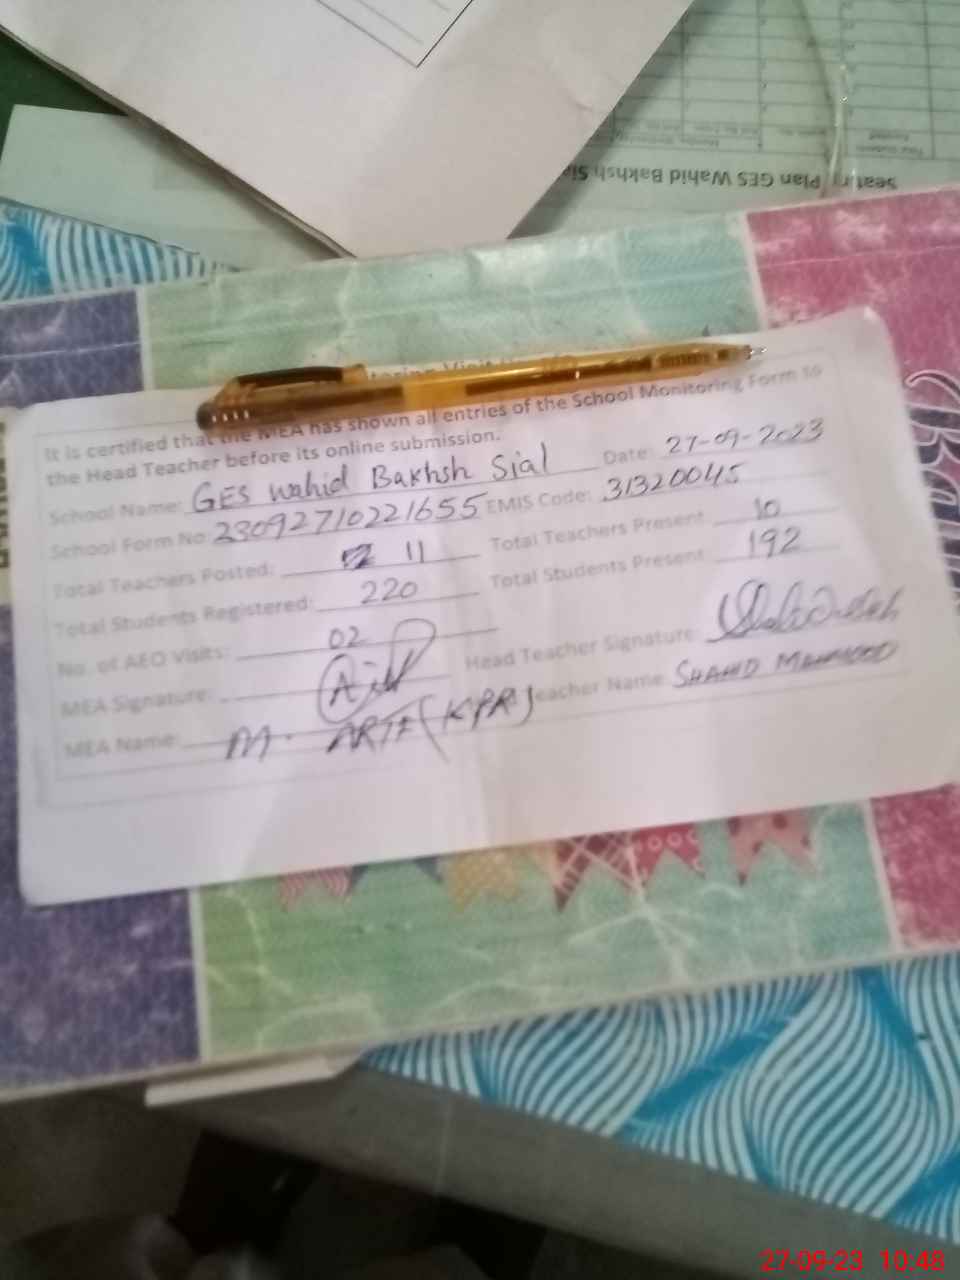 Seating Plan GES Wahid Bakhsh Sial
It is certified that the MEA has shown all entries of the School Monitoring Form to
the Head Teacher before its online submission.
School Name: GES Wahid Bakhsh Sial Date: 27-09-2023
School Form No 23092710221655 EMIS Code: 31320045
Total Teachers Posted: 11 Total Teachers Present: 10
Total Students Registered: 220 Total Students Present: 192
No. of AEO Visits: 02
MEA Signature: Head Teacher Signature:
MEA Name: M. ARIF (KPR) Teacher Name: SHAHID MAHMOOD
27-09-23 10:48